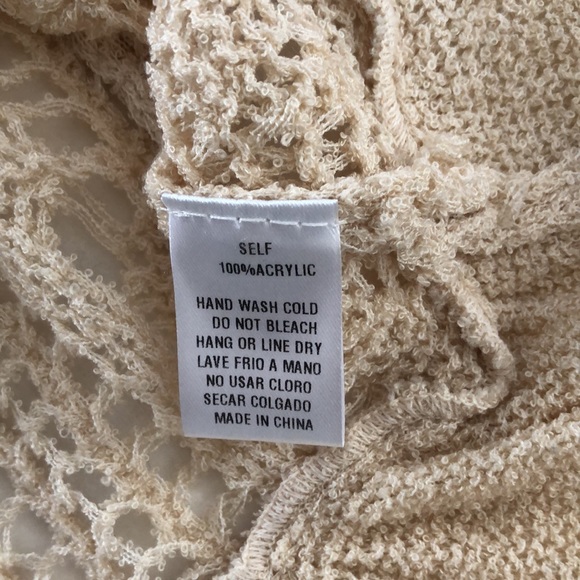 SELF
100%ACRYLIC
HAND WASH COLD
DO NOT BLEACH
HANG OR LINE DRY
LAVE FRIO A MANO
NO USAR CLORO
SECAR COLGADO
MADE IN CHINA